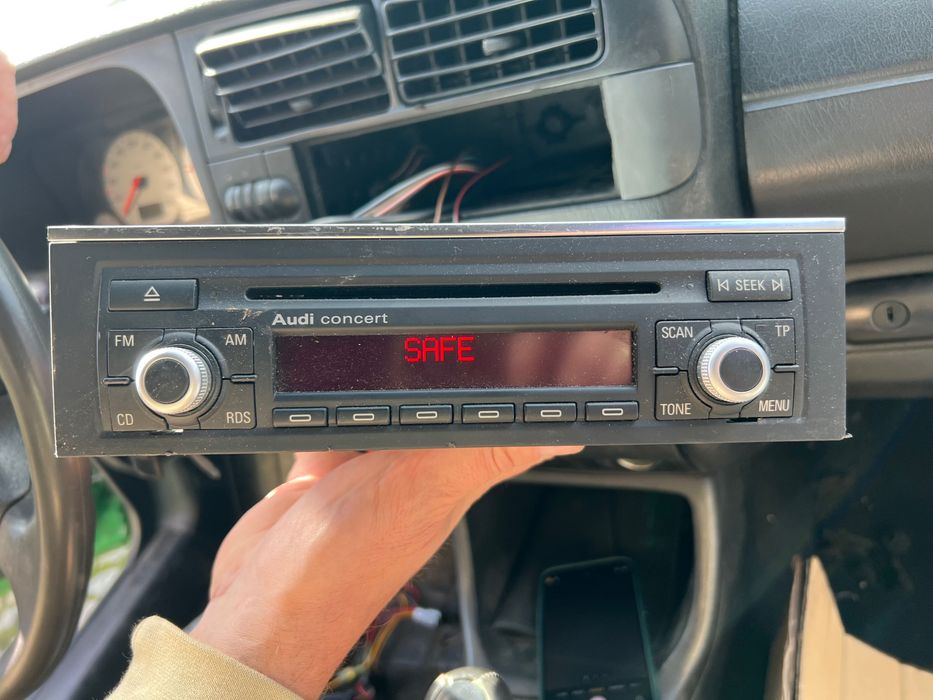 SEEK
Audi concert
FM AM
SAFE
SCAN TP
CD RDS
TONE MENU